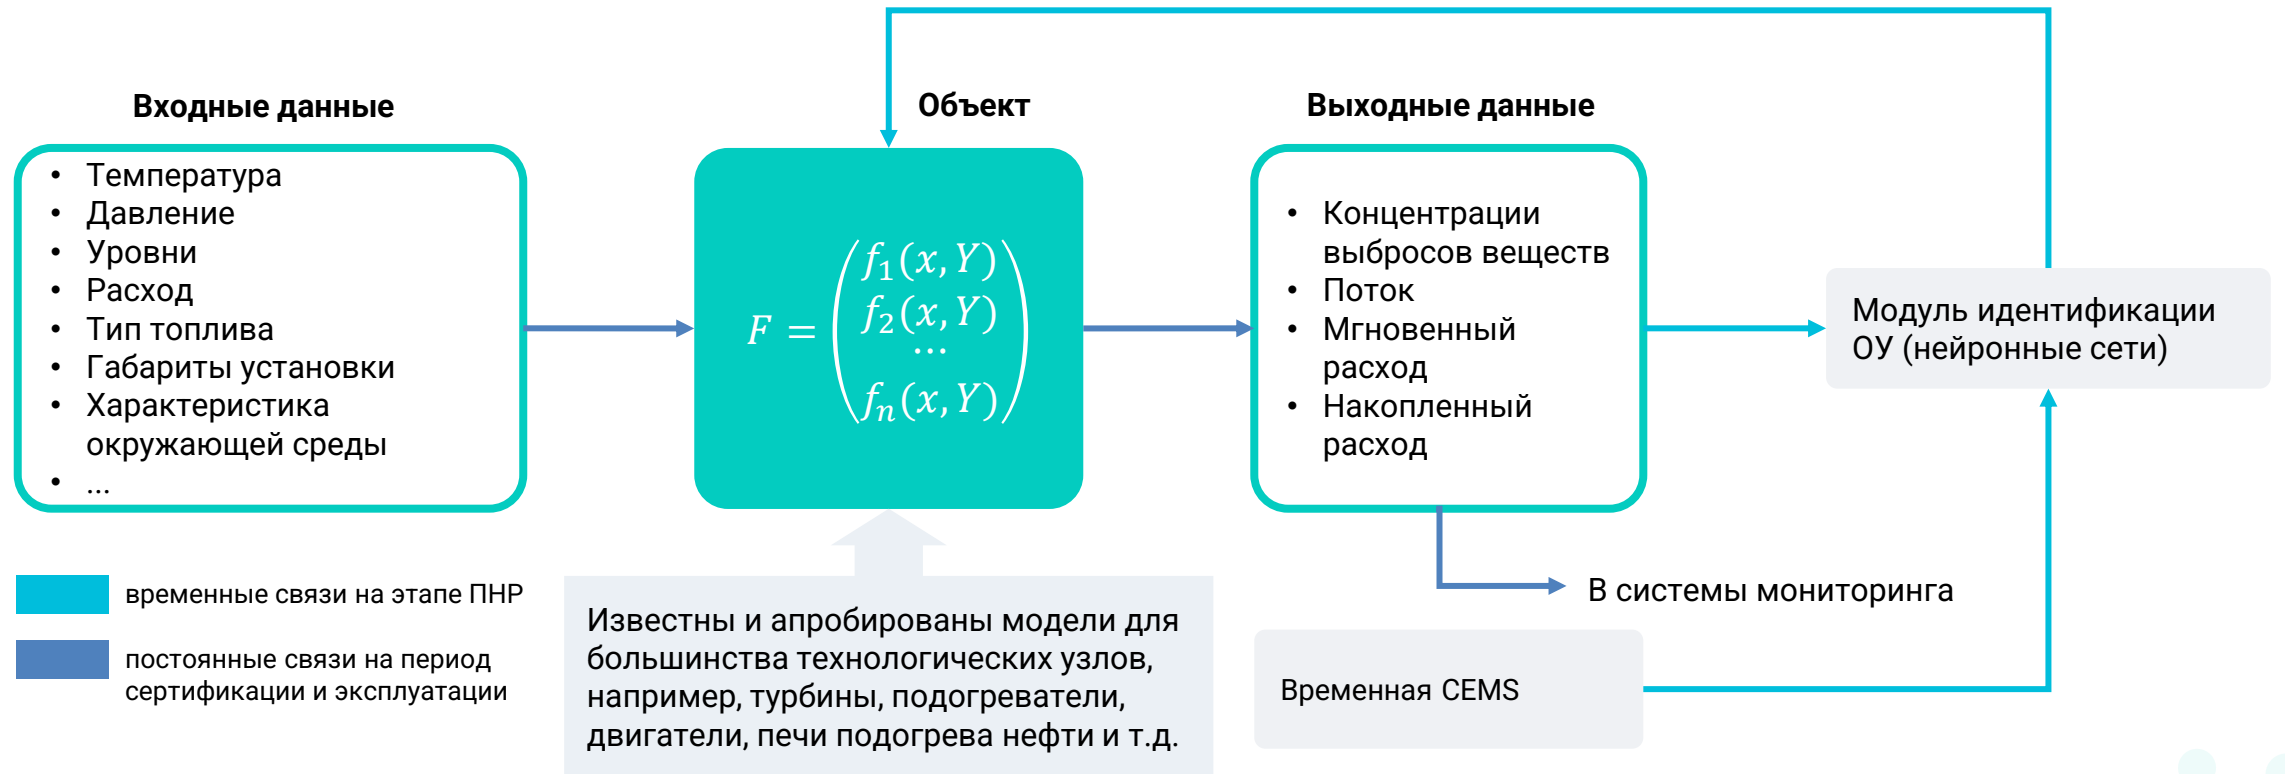 Входные данные
• Температура
• Давление
• Уровни
• Расход
• Тип топлива
• Габариты установки
• Характеристика
окружающей среды
• ...
Объект
F = (f₁(x, Y)
f₂(x, Y)
...
fₙ(x, Y))
Выходные данные
• Концентрации
выбросов веществ
• Поток
• Мгновенный
расход
• Накопленный
расход
Модуль идентификации
ОУ (нейронные сети)
временные связи на этапе ПНР
постоянные связи на период
сертификации и эксплуатации
Известны и апробированы модели для
большинства технологических узлов,
например, турбины, подогреватели,
двигатели, печи подогрева нефти и т.д.
В системы мониторинга
Временная CEMS